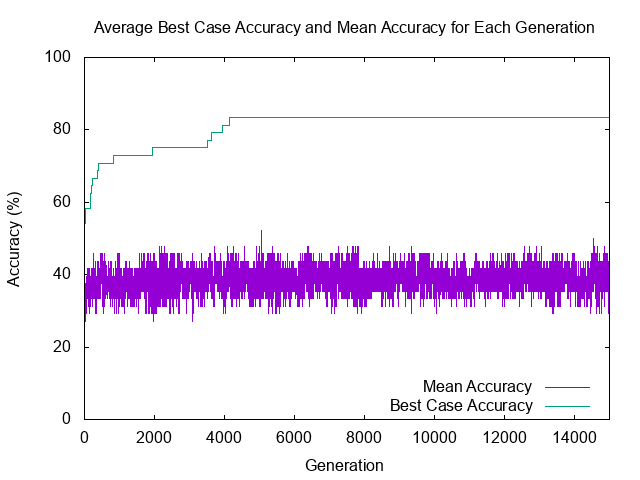 Average Best Case Accuracy and Mean Accuracy for Each Generation
100
80
60
40
20
0
Accuracy (%)
Mean Accuracy
Best Case Accuracy
0 2000 4000 6000 8000 10000 12000 14000
Generation